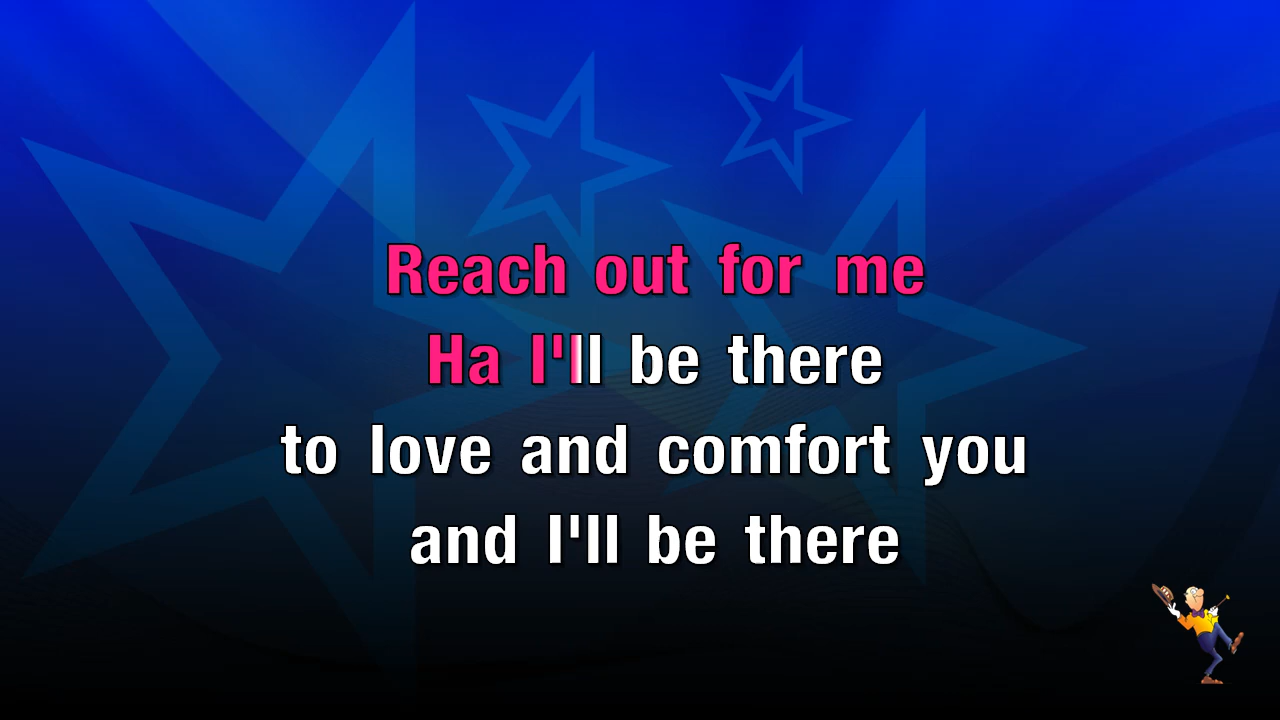 Reach out for me
Ha I'll be there
to love and comfort you
and I'll be there